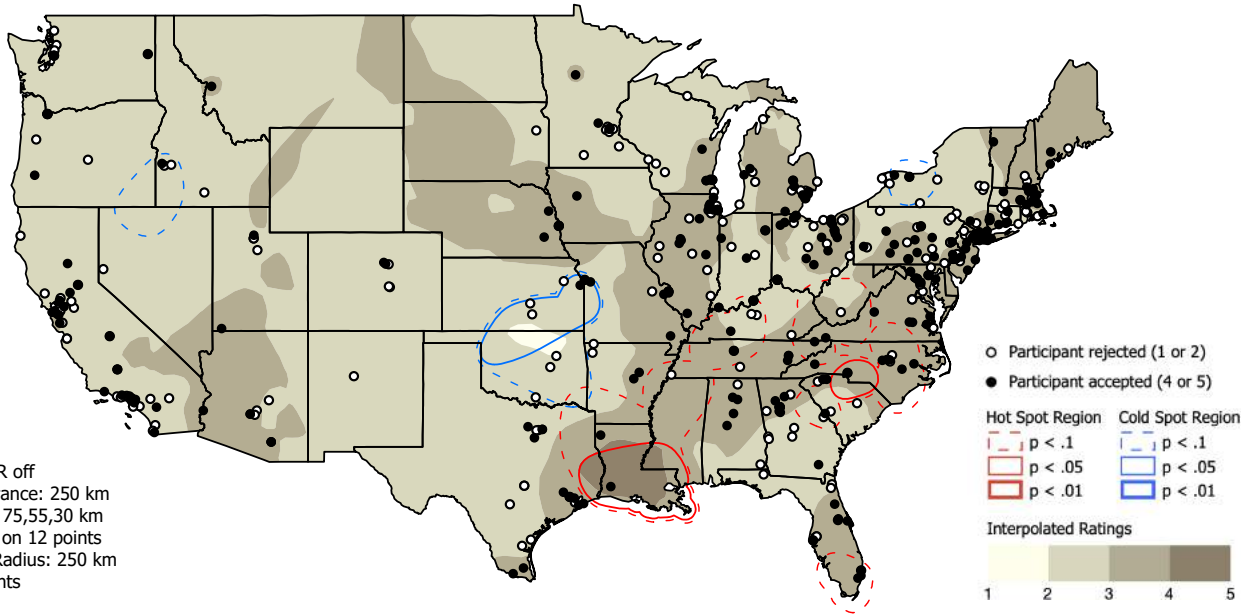 R off
rance: 250 km
75,55,30 km
on 12 points
Radius: 250 km
nts
Participant rejected (1 or 2)
Participant accepted (4 or 5)
Hot Spot Region Cold Spot Region
p < .1 p < .1
p < .05 p < .05
p < .01 p < .01
Interpolated Ratings
1 2 3 4 5